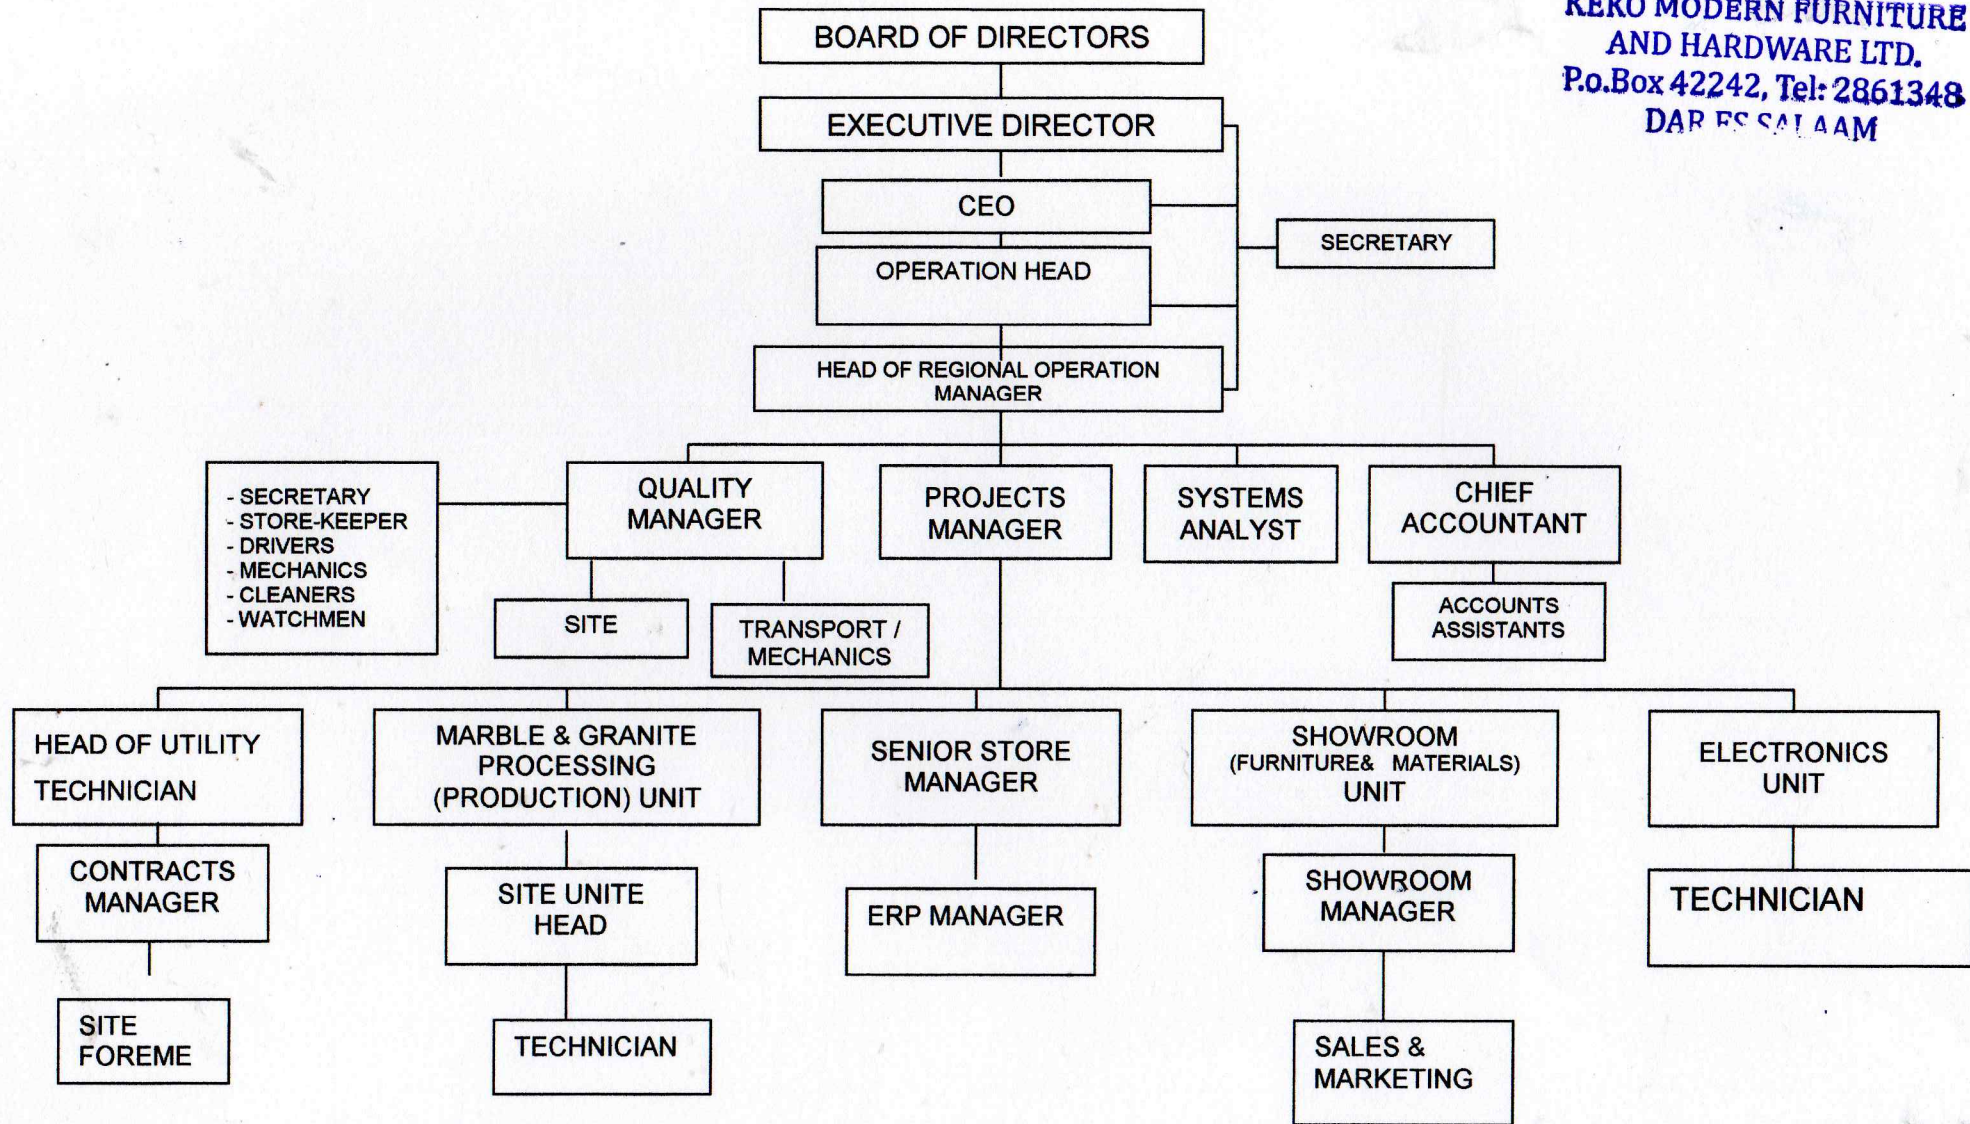 KEKO MODERN FURNITURE
AND HARDWARE LTD.
P.o.Box 42242, Tel: 2861348
DAR ES SALAAM
BOARD OF DIRECTORS
EXECUTIVE DIRECTOR
CEO
SECRETARY
OPERATION HEAD
HEAD OF REGIONAL OPERATION
MANAGER
- SECRETARY
- STORE-KEEPER
- DRIVERS
- MECHANICS
- CLEANERS
- WATCHMEN
QUALITY
MANAGER
PROJECTS
MANAGER
SYSTEMS
ANALYST
CHIEF
ACCOUNTANT
SITE
TRANSPORT /
MECHANICS
ACCOUNTS
ASSISTANTS
HEAD OF UTILITY
TECHNICIAN
MARBLE & GRANITE
PROCESSING
(PRODUCTION) UNIT
SENIOR STORE
MANAGER
SHOWROOM
(FURNITURE& MATERIALS)
UNIT
ELECTRONICS
UNIT
CONTRACTS
MANAGER
SITE UNITE
HEAD
ERP MANAGER
SHOWROOM
MANAGER
TECHNICIAN
SITE
FOREME
TECHNICIAN
SALES &
MARKETING